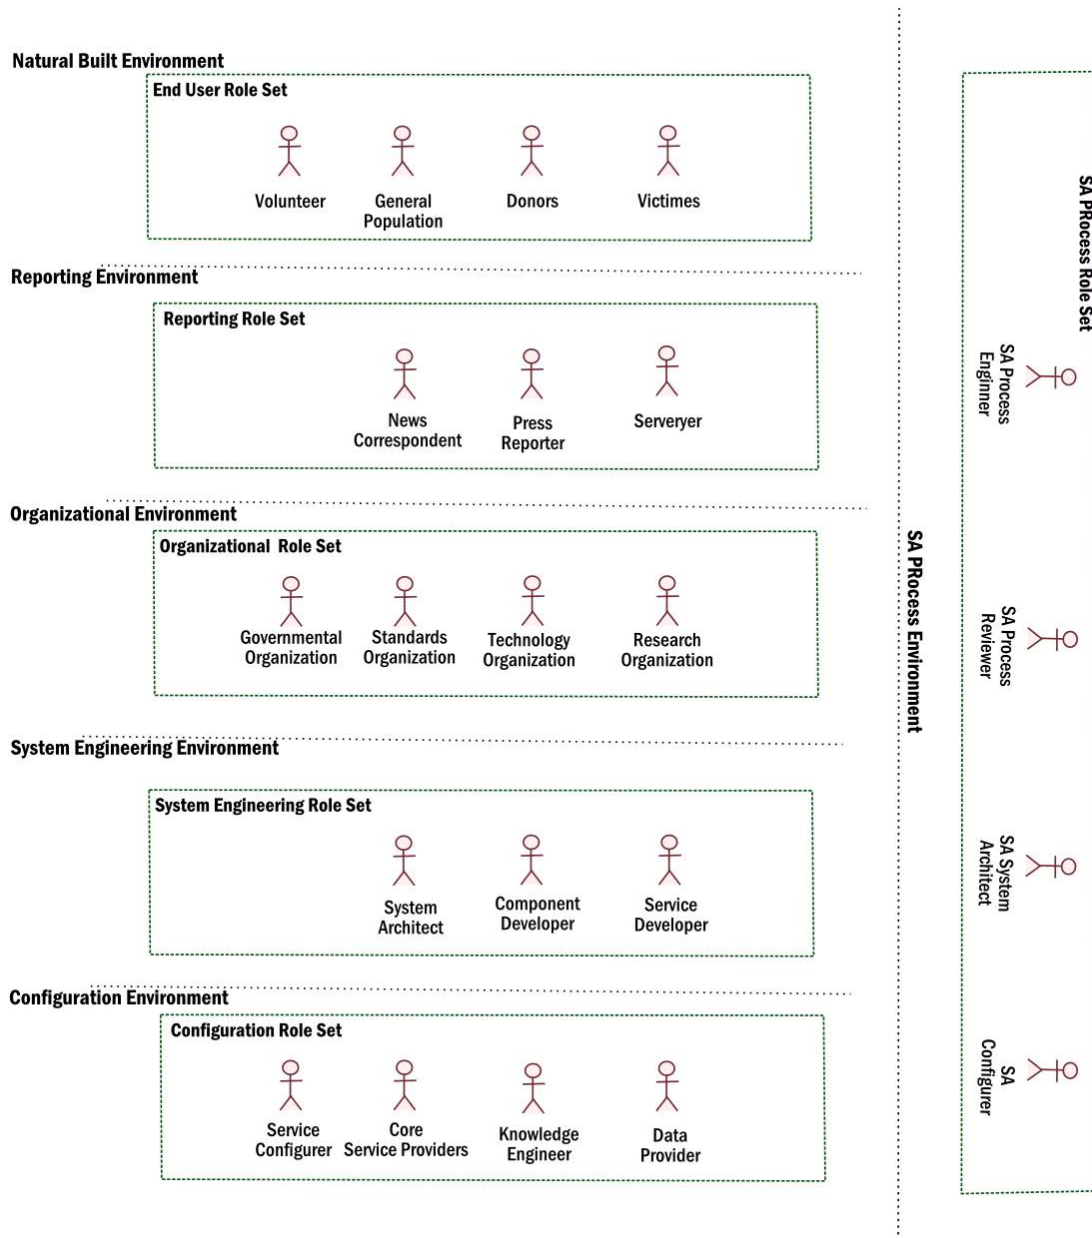 Natural Built Environment
End User Role Set
Volunteer
General
Population
Donors
Victimes
Reporting Environment
Reporting Role Set
News
Correspondent
Press
Reporter
Serveryer
Organizational Environment
Organizational Role Set
Governmental
Organization
Standards
Organization
Technology
Organization
Research
Organization
System Engineering Environment
System Engineering Role Set
System
Architect
Component
Developer
Service
Developer
Configuration Environment
Configuration Role Set
Service
Configurer
Core
Service Providers
Knowledge
Engineer
Data
Provider
SA PRocess Environment
SA PRocess Role Set
SA Process
Enginner
SA Process
Reviewer
SA System
Architect
SA
Configurer